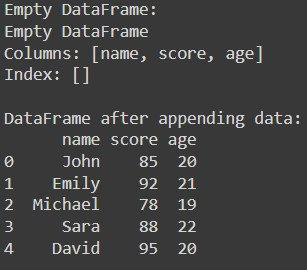 Empty DataFrame:
Empty DataFrame
Columns: [name, score, age]
Index: []

DataFrame after appending data:
      name score age
0     John    85  20
1    Emily    92  21
2  Michael    78  19
3     Sara    88  22
4    David    95  20